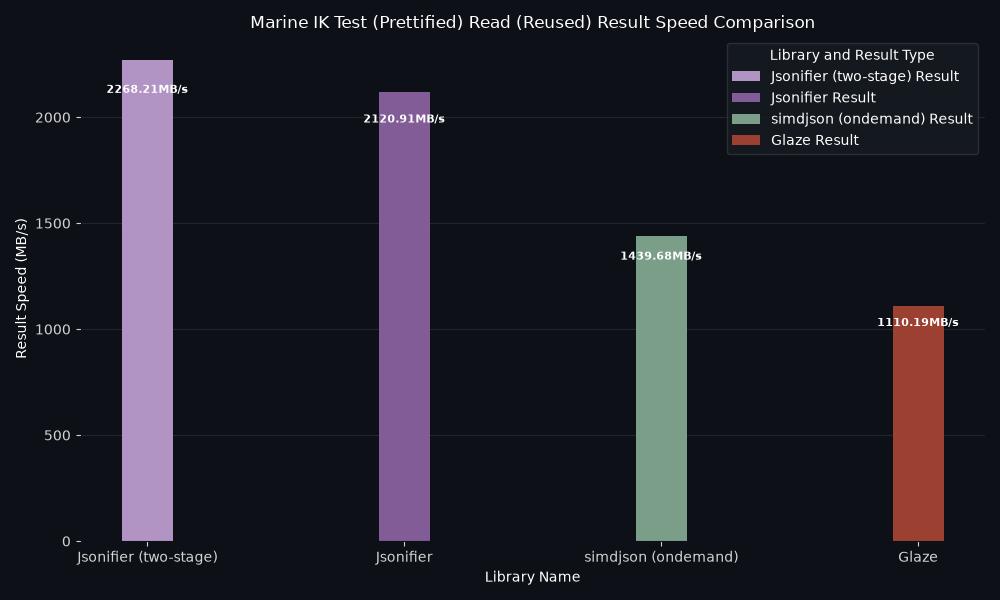 Marine IK Test (Prettified) Read (Reused) Result Speed Comparison
Library and Result Type
Jsonifier (two-stage) Result
Jsonifier Result
simdjson (ondemand) Result
Glaze Result
2268.21MB/s
2120.91MB/s
1439.68MB/s
1110.19MB/s
Result Speed (MB/s)
2000
1500
1000
500
0
Jsonifier (two-stage)
Jsonifier
simdjson (ondemand)
Glaze
Library Name